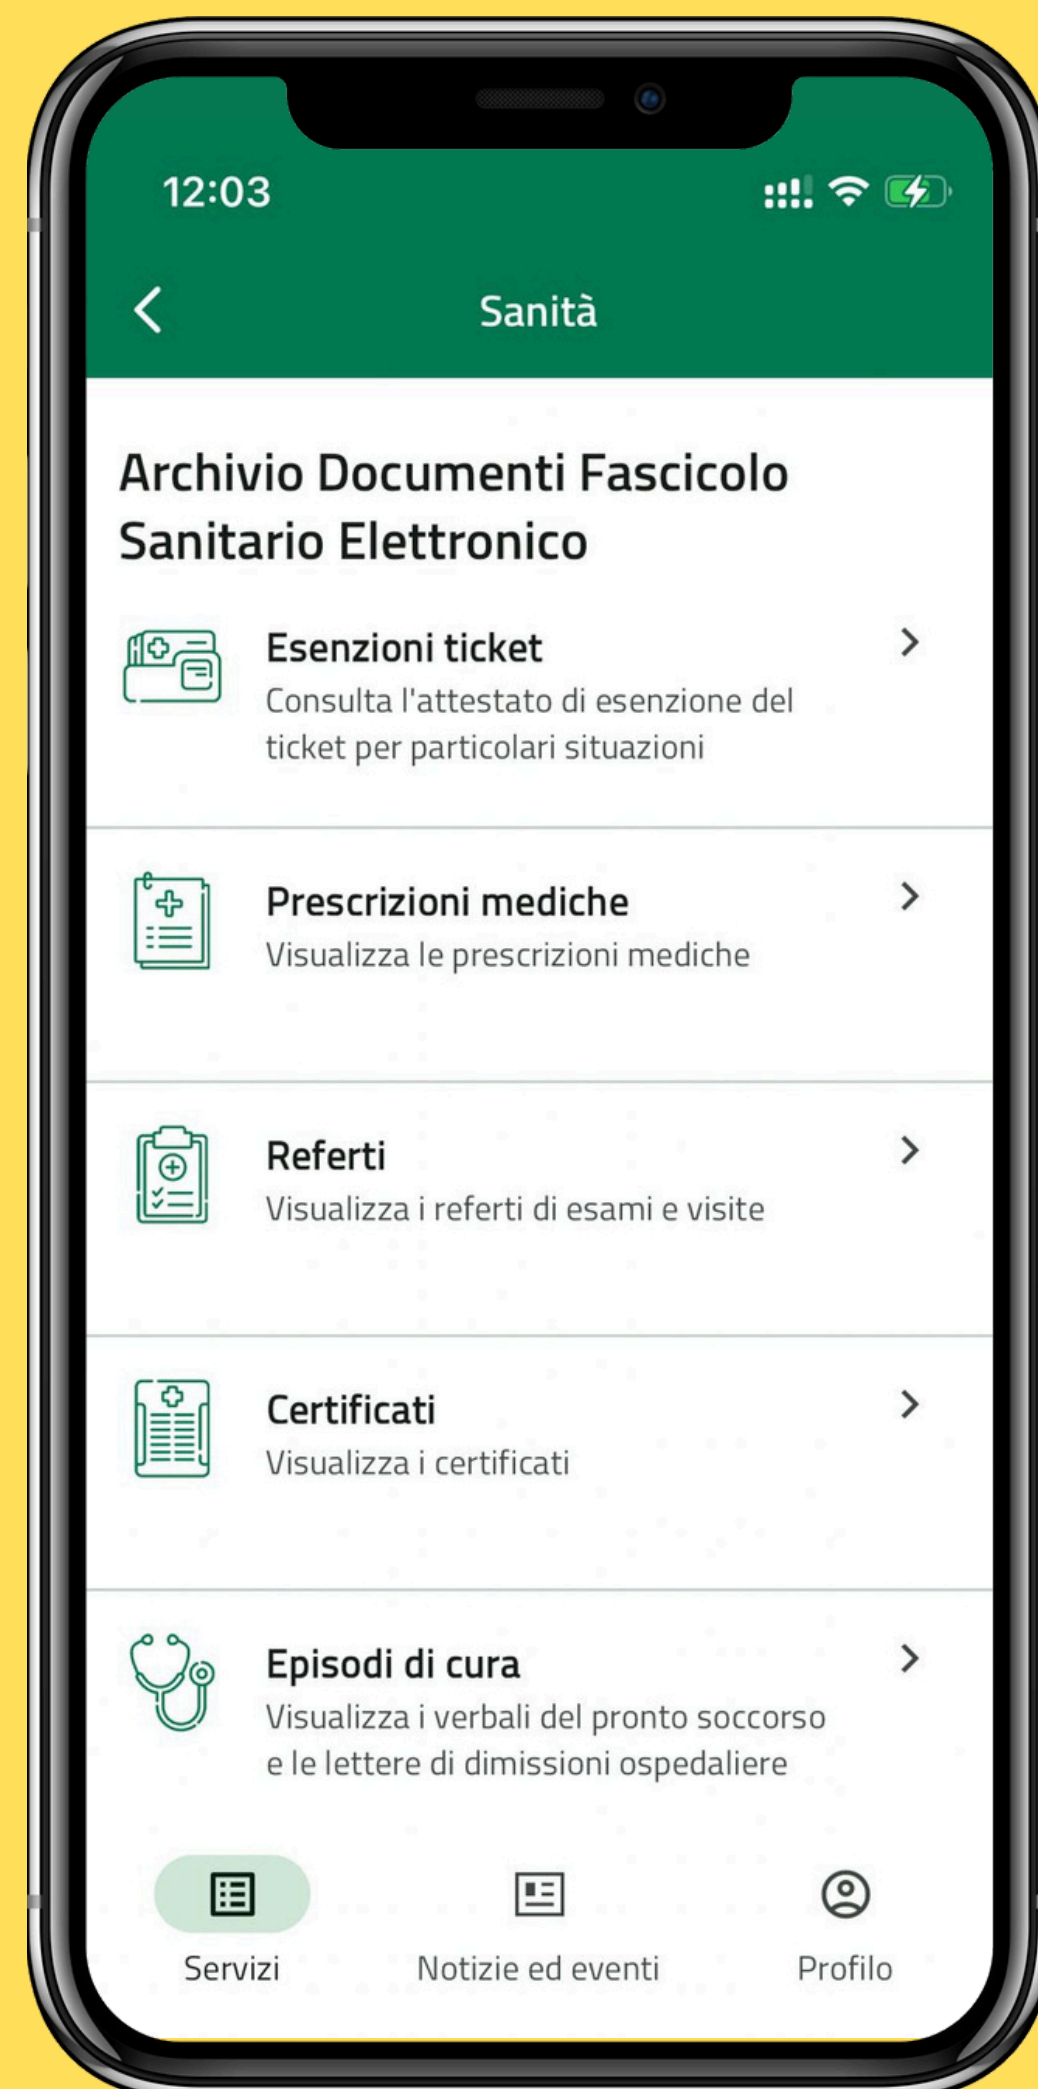 12:03
Sanità
Archivio Documenti Fascicolo
Sanitario Elettronico
Esenzioni ticket
Consulta l'attestato di esenzione del
ticket per particolari situazioni
Prescrizioni mediche
Visualizza le prescrizioni mediche
Referti
Visualizza i referti di esami e visite
Certificati
Visualizza i certificati
Episodi di cura
Visualizza i verbali del pronto soccorso
e le lettere di dimissioni ospedaliere
Servizi
Notizie ed eventi
Profilo